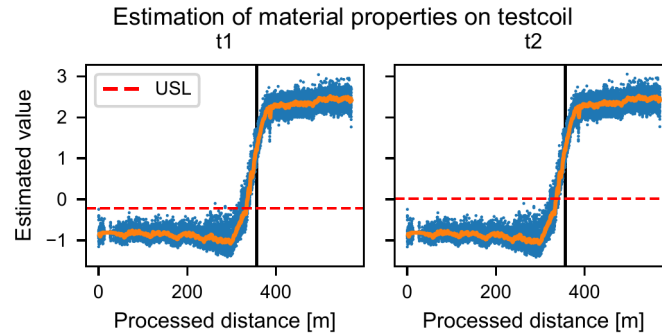 Estimation of material properties on testcoil
t1
t2
Estimated value
3
2
1
0
−1
USL
0
200
400
0
200
400
Processed distance [m]
Processed distance [m]